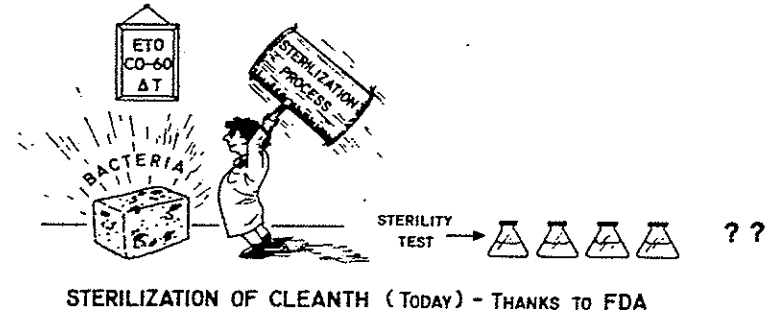 ETO
CO-60
ΔT
STERILIZATION
PROCESS
BACTERIA
STERILITY
TEST
? ?
STERILIZATION OF CLEANTH (TODAY) - THANKS TO FDA